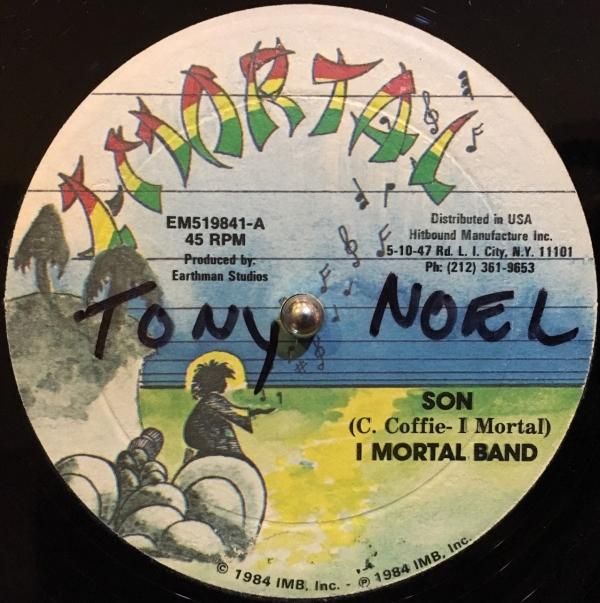 I MORTAL
EM519841-A
45 RPM
Produced by:
Earthman Studios
Distributed in USA
Hitbound Manufacture Inc.
5-10-47 Rd. L. I. City, N.Y. 11101
Ph: (212) 361-9653
TONY NOEL
SON
(C. Coffie- I Mortal)
I MORTAL BAND
© 1984 IMB, Inc. - ℗ 1984 IMB, Inc.